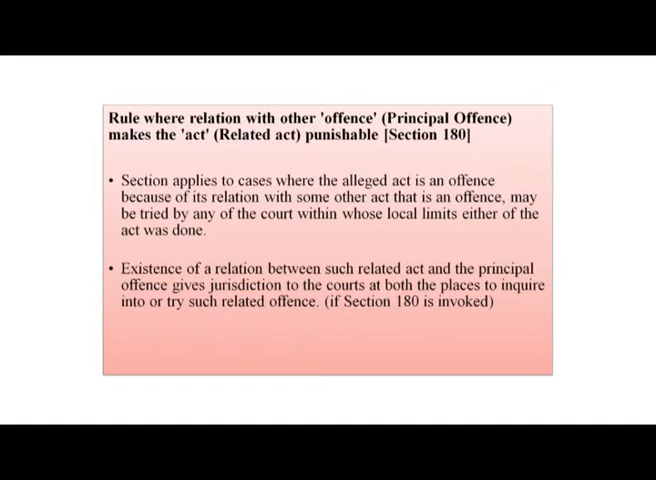 Rule where relation with other 'offence' (Principal Offence)
makes the 'act' (Related act) punishable [Section 180]
• Section applies to cases where the alleged act is an offence
because of its relation with some other act that is an offence, may
be tried by any of the court within whose local limits either of the
act was done.
• Existence of a relation between such related act and the principal
offence gives jurisdiction to the courts at both the places to inquire
into or try such related offence. (if Section 180 is invoked)